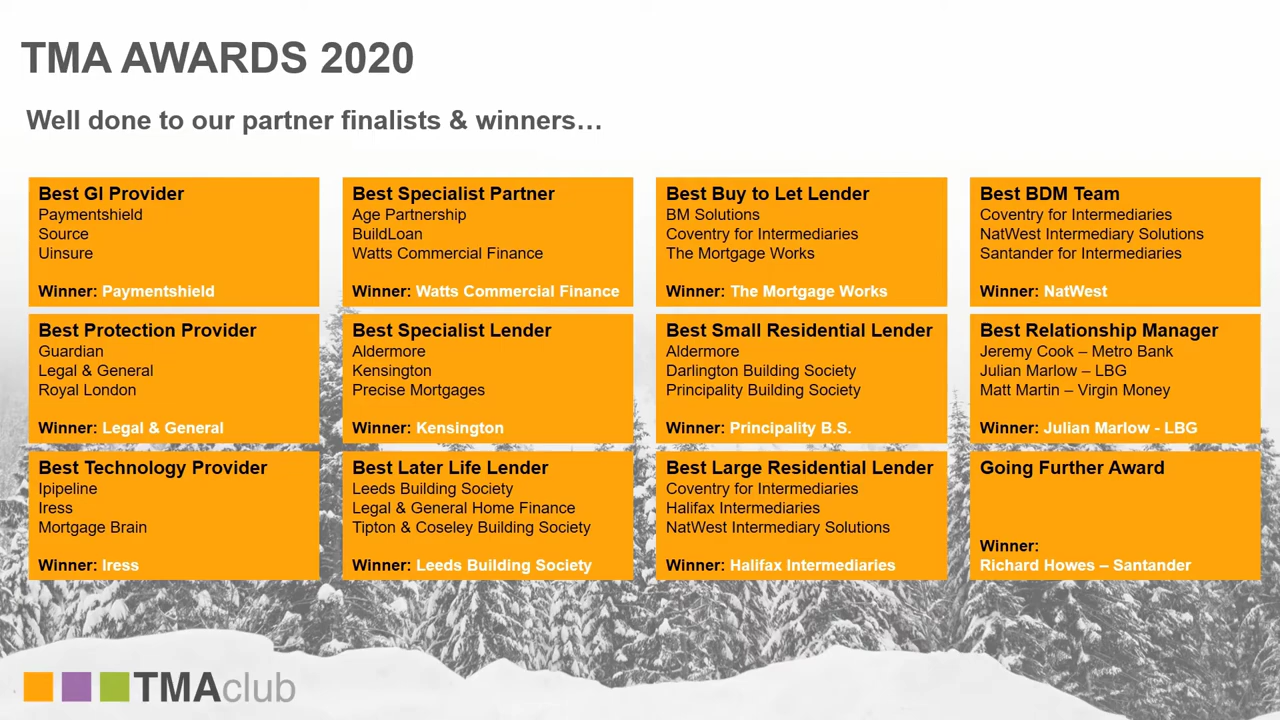 TMA AWARDS 2020
Well done to our partner finalists & winners…
Best GI Provider
Paymentshield
Source
Uinsure
Winner: Paymentshield
Best Specialist Partner
Age Partnership
BuildLoan
Watts Commercial Finance
Winner: Watts Commercial Finance
Best Buy to Let Lender
BM Solutions
Coventry for Intermediaries
The Mortgage Works
Winner: The Mortgage Works
Best BDM Team
Coventry for Intermediaries
NatWest Intermediary Solutions
Santander for Intermediaries
Winner: NatWest
Best Protection Provider
Guardian
Legal & General
Royal London
Winner: Legal & General
Best Specialist Lender
Aldermore
Kensington
Precise Mortgages
Winner: Kensington
Best Small Residential Lender
Aldermore
Darlington Building Society
Principality Building Society
Winner: Principality B.S.
Best Relationship Manager
Jeremy Cook – Metro Bank
Julian Marlow – LBG
Matt Martin – Virgin Money
Winner: Julian Marlow - LBG
Best Technology Provider
Ipipeline
Iress
Mortgage Brain
Winner: Iress
Best Later Life Lender
Leeds Building Society
Legal & General Home Finance
Tipton & Coseley Building Society
Winner: Leeds Building Society
Best Large Residential Lender
Coventry for Intermediaries
Halifax Intermediaries
NatWest Intermediary Solutions
Winner: Halifax Intermediaries
Going Further Award
Winner:
Richard Howes – Santander
TMAclub